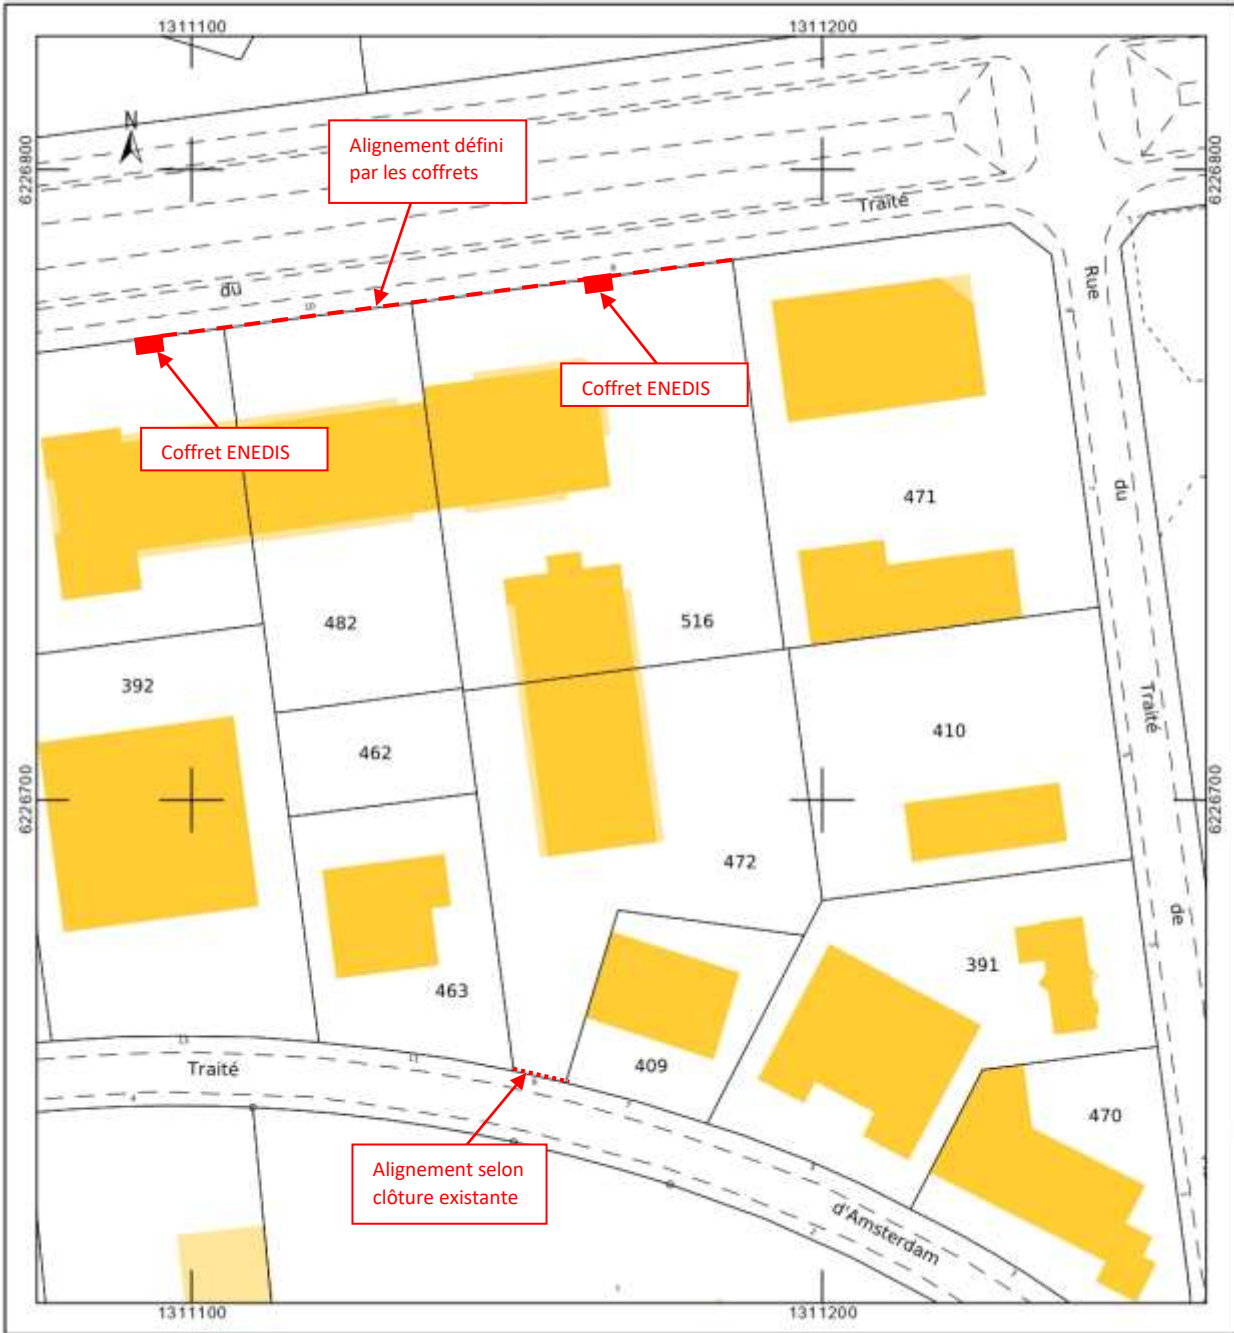 1311100
1311200
N
6226800
6226800
Alignement défini
par les coffrets
Traité
du
Rue
Coffret ENEDIS
Coffret ENEDIS
471
du
482
516
392
Traité
410
462
6226700
6226700
472
de
391
463
409
Traité
470
Alignement selon
clôture existante
d'Amsterdam
1311100
1311200